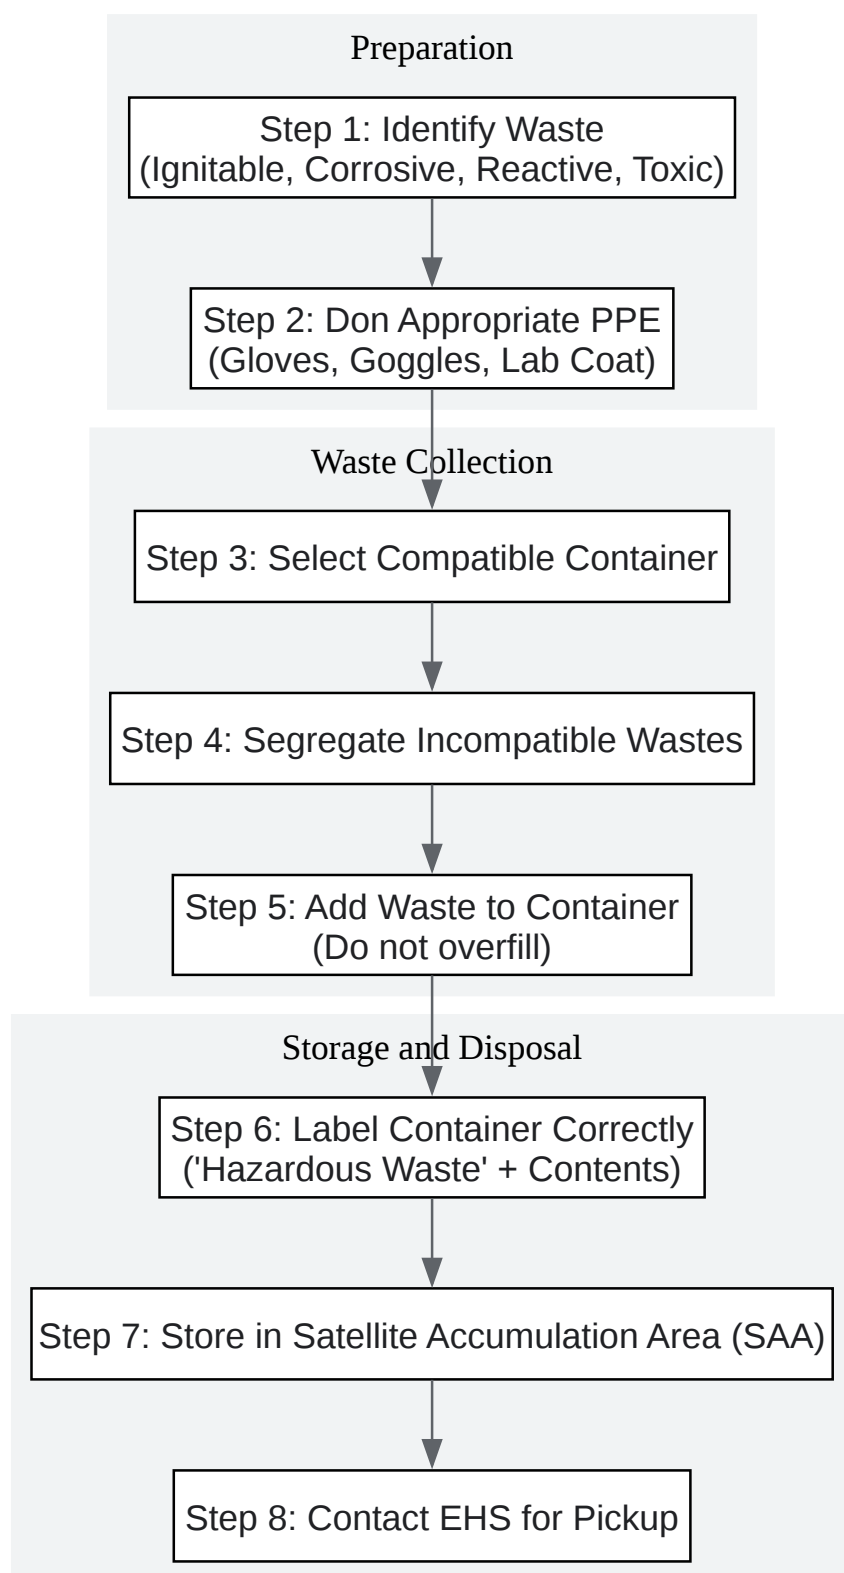 Preparation
Step 1: Identify Waste
(Ignitable, Corrosive, Reactive, Toxic)
Step 2: Don Appropriate PPE
(Gloves, Goggles, Lab Coat)
Waste Collection
Step 3: Select Compatible Container
Step 4: Segregate Incompatible Wastes
Step 5: Add Waste to Container
(Do not overfill)
Storage and Disposal
Step 6: Label Container Correctly
('Hazardous Waste' + Contents)
Step 7: Store in Satellite Accumulation Area (SAA)
Step 8: Contact EHS for Pickup